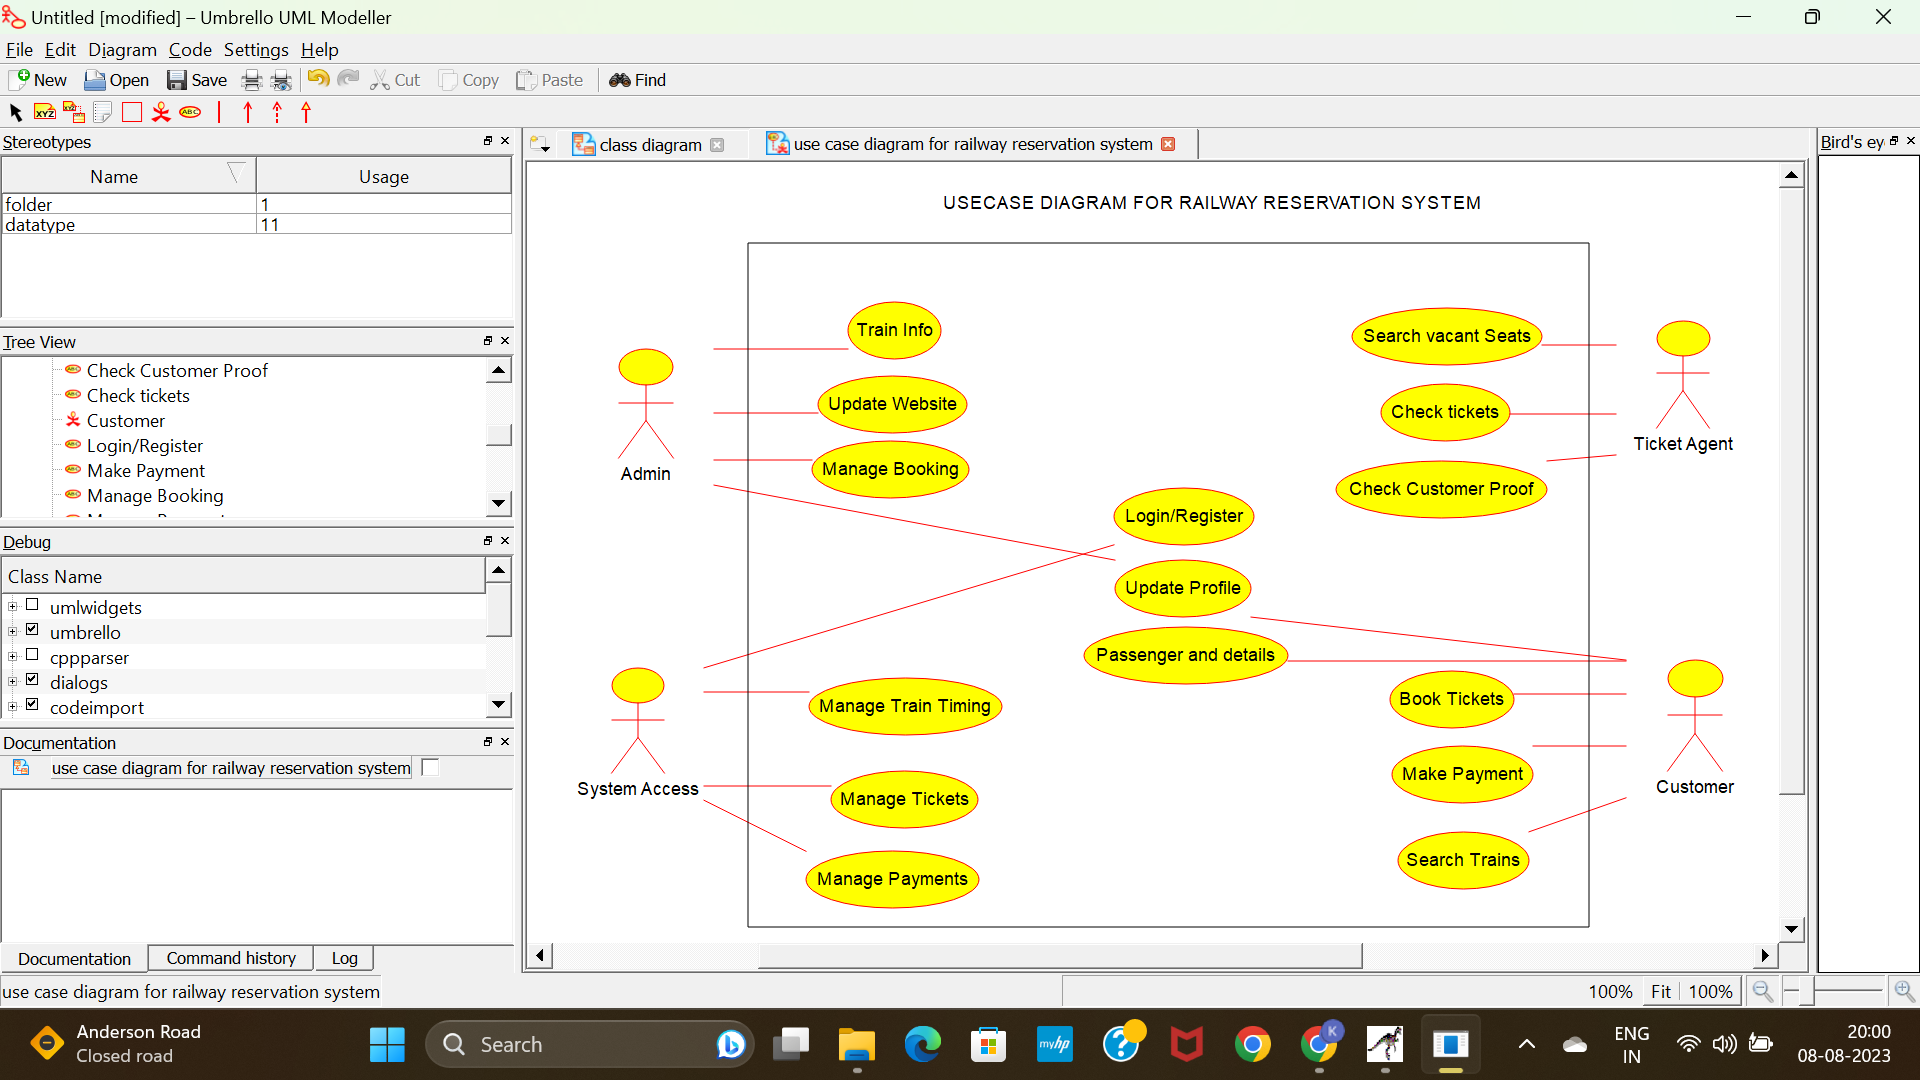 Untitled [modified] – Umbrello UML Modeller
File Edit Diagram Code Settings Help
New Open Save Cut Copy Paste Find
XYZ XYZ ABC
Stereotypes
Name Usage
folder 1
datatype 11
Tree View
Check Customer Proof
Check tickets
Customer
Login/Register
Make Payment
Manage Booking
Debug
Class Name
umlwidgets
umbrello
cppparser
dialogs
codeimport
Documentation
use case diagram for railway reservation system
Documentation Command history Log
use case diagram for railway reservation system
class diagram
use case diagram for railway reservation system
Bird's ey
USECASE DIAGRAM FOR RAILWAY RESERVATION SYSTEM
Train Info
Update Website
Manage Booking
Admin
Search vacant Seats
Check tickets
Check Customer Proof
Ticket Agent
Login/Register
Update Profile
Passenger and details
Manage Train Timing
Manage Tickets
Manage Payments
System Access
Book Tickets
Make Payment
Search Trains
Customer
100% Fit 100%
Anderson Road
Closed road
Search
myhp
K
ENG
IN
20:00
08-08-2023